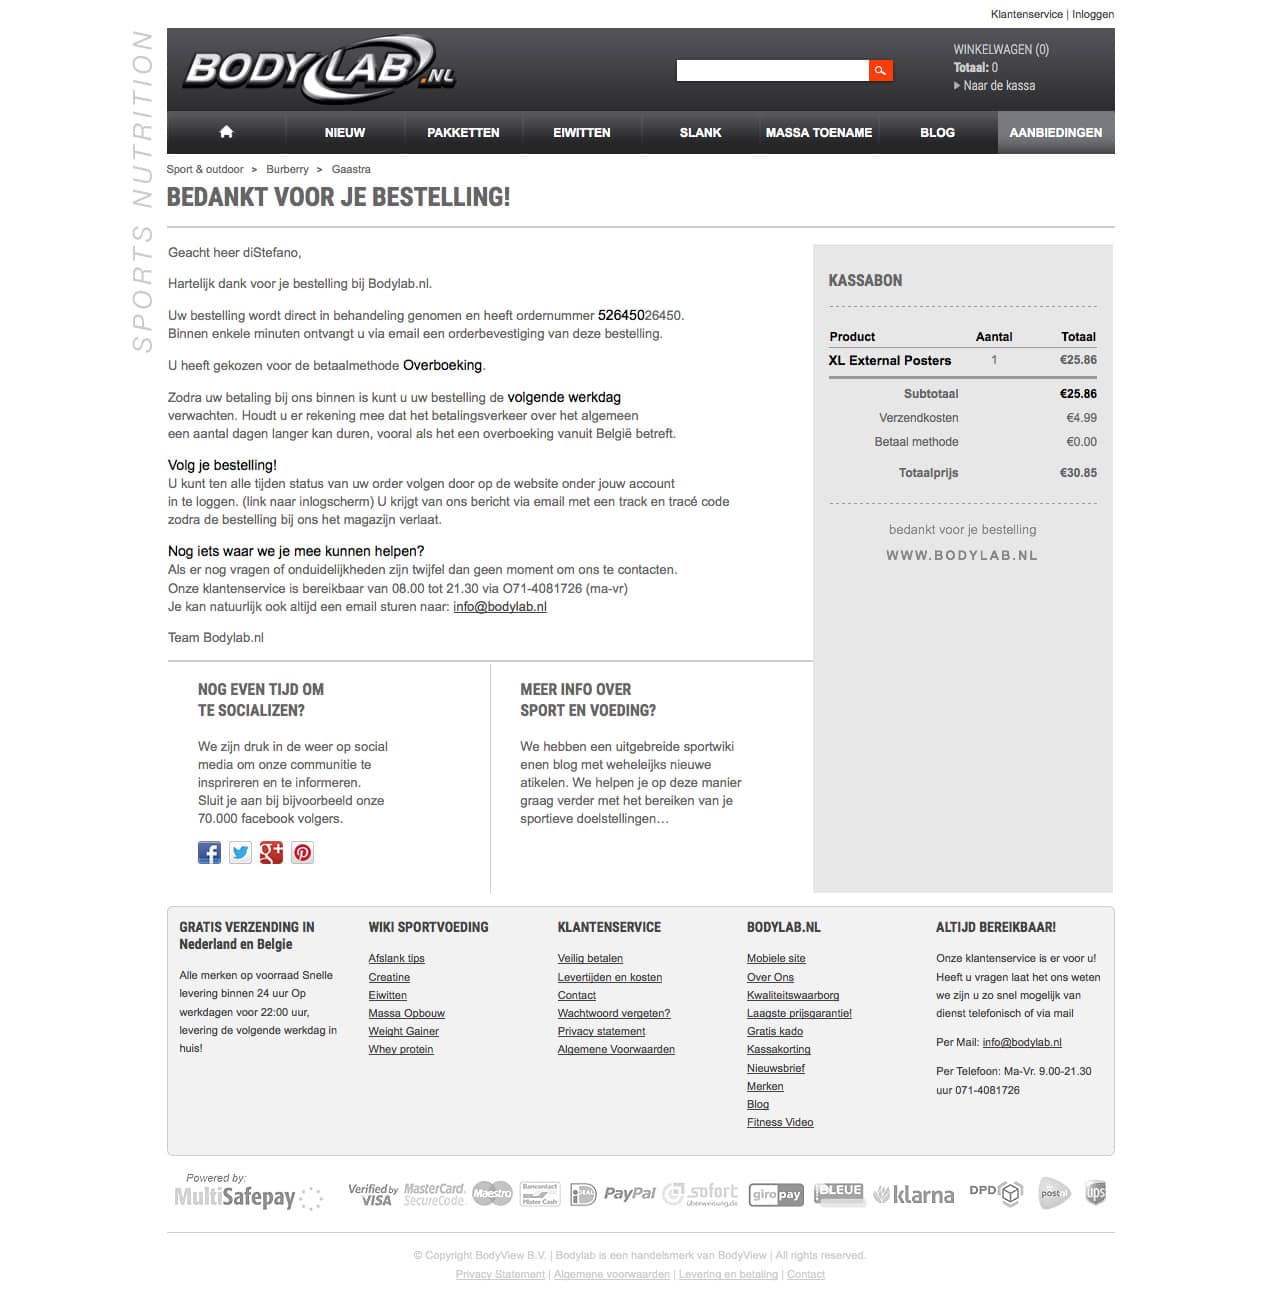 Klantenservice | Inloggen
SPORTS NUTRITION
BODYLAB.NL
WINKELWAGEN (0)
Totaal: 0
Naar de kassa
NIEUW PAKKETTEN EIWITTEN SLANK MASSA TOENAME BLOG AANBIEDINGEN
Sport & outdoor > Burberry > Gaastra
BEDANKT VOOR JE BESTELLING!
Geacht heer diStefano,
Hartelijk dank voor je bestelling bij Bodylab.nl.
Uw bestelling wordt direct in behandeling genomen en heeft ordernummer 52645026450.
Binnen enkele minuten ontvangt u via email een orderbevestiging van deze bestelling.
U heeft gekozen voor de betaalmethode Overboeking.
Zodra uw betaling bij ons binnen is kunt u uw bestelling de volgende werkdag
verwachten. Houdt u er rekening mee dat het betalingsverkeer over het algemeen
een aantal dagen langer kan duren, vooral als het een overboeking vanuit België betreft.
Volg je bestelling!
U kunt ten alle tijden status van uw order volgen door op de website onder jouw account
in te loggen. (link naar inlogscherm) U krijgt van ons bericht via email met een track en tracé code
zodra de bestelling bij ons het magazijn verlaat.
Nog iets waar we je mee kunnen helpen?
Als er nog vragen of onduidelijkheden zijn twijfel dan geen moment om ons te contacten.
Onze klantenservice is bereikbaar van 08.00 tot 21.30 via O71-4081726 (ma-vr)
Je kan natuurlijk ook altijd een email sturen naar: info@bodylab.nl
Team Bodylab.nl
KASSABON
Product Aantal Totaal
XL External Posters 1 €25.86
Subtotaal €25.86
Verzendkosten €4.99
Betaal methode €0.00
Totaalprijs €30.85
bedankt voor je bestelling
WWW.BODYLAB.NL
NOG EVEN TIJD OM
TE SOCIALIZEN?
We zijn druk in de weer op social
media om onze communitie te
insprireren en te informeren.
Sluit je aan bij bijvoorbeeld onze
70.000 facebook volgers.
MEER INFO OVER
SPORT EN VOEDING?
We hebben een uitgebreide sportwiki
enen blog met weheleijks nieuwe
atikelen. We helpen je op deze manier
graag verder met het bereiken van je
sportieve doelstellingen…
GRATIS VERZENDING IN
Nederland en Belgie
Alle merken op voorraad Snelle
levering binnen 24 uur Op
werkdagen voor 22:00 uur,
levering de volgende werkdag in
huis!
WIKI SPORTVOEDING
Afslank tips
Creatine
Eiwitten
Massa Opbouw
Weight Gainer
Whey protein
KLANTENSERVICE
Veilig betalen
Levertijden en kosten
Contact
Wachtwoord vergeten?
Privacy statement
Algemene Voorwaarden
BODYLAB.NL
Mobiele site
Over Ons
Kwaliteitswaarborg
Laagste prijsgarantie!
Gratis kado
Kassakorting
Nieuwsbrief
Merken
Blog
Fitness Video
ALTIJD BEREIKBAAR!
Onze klantenservice is er voor u!
Heeft u vragen laat het ons weten
we zijn u zo snel mogelijk van
dienst telefonisch of via mail
Per Mail: info@bodylab.nl
Per Telefoon: Ma-Vr. 9.00-21.30
uur 071-4081726
Powered by:
MultiSafepay
Verified by VISA
MasterCard. SecureCode
Maestro
Bancontact Mister Cash
iDEAL
PayPal
sofort überweisung.de
giropay
BLEUE
klarna
DPD
post
ups
© Copyright BodyView B.V. | Bodylab is een handelsmerk van BodyView | All rights reserved.
Privacy Statement | Algemene voorwaarden | Levering en betaling | Contact